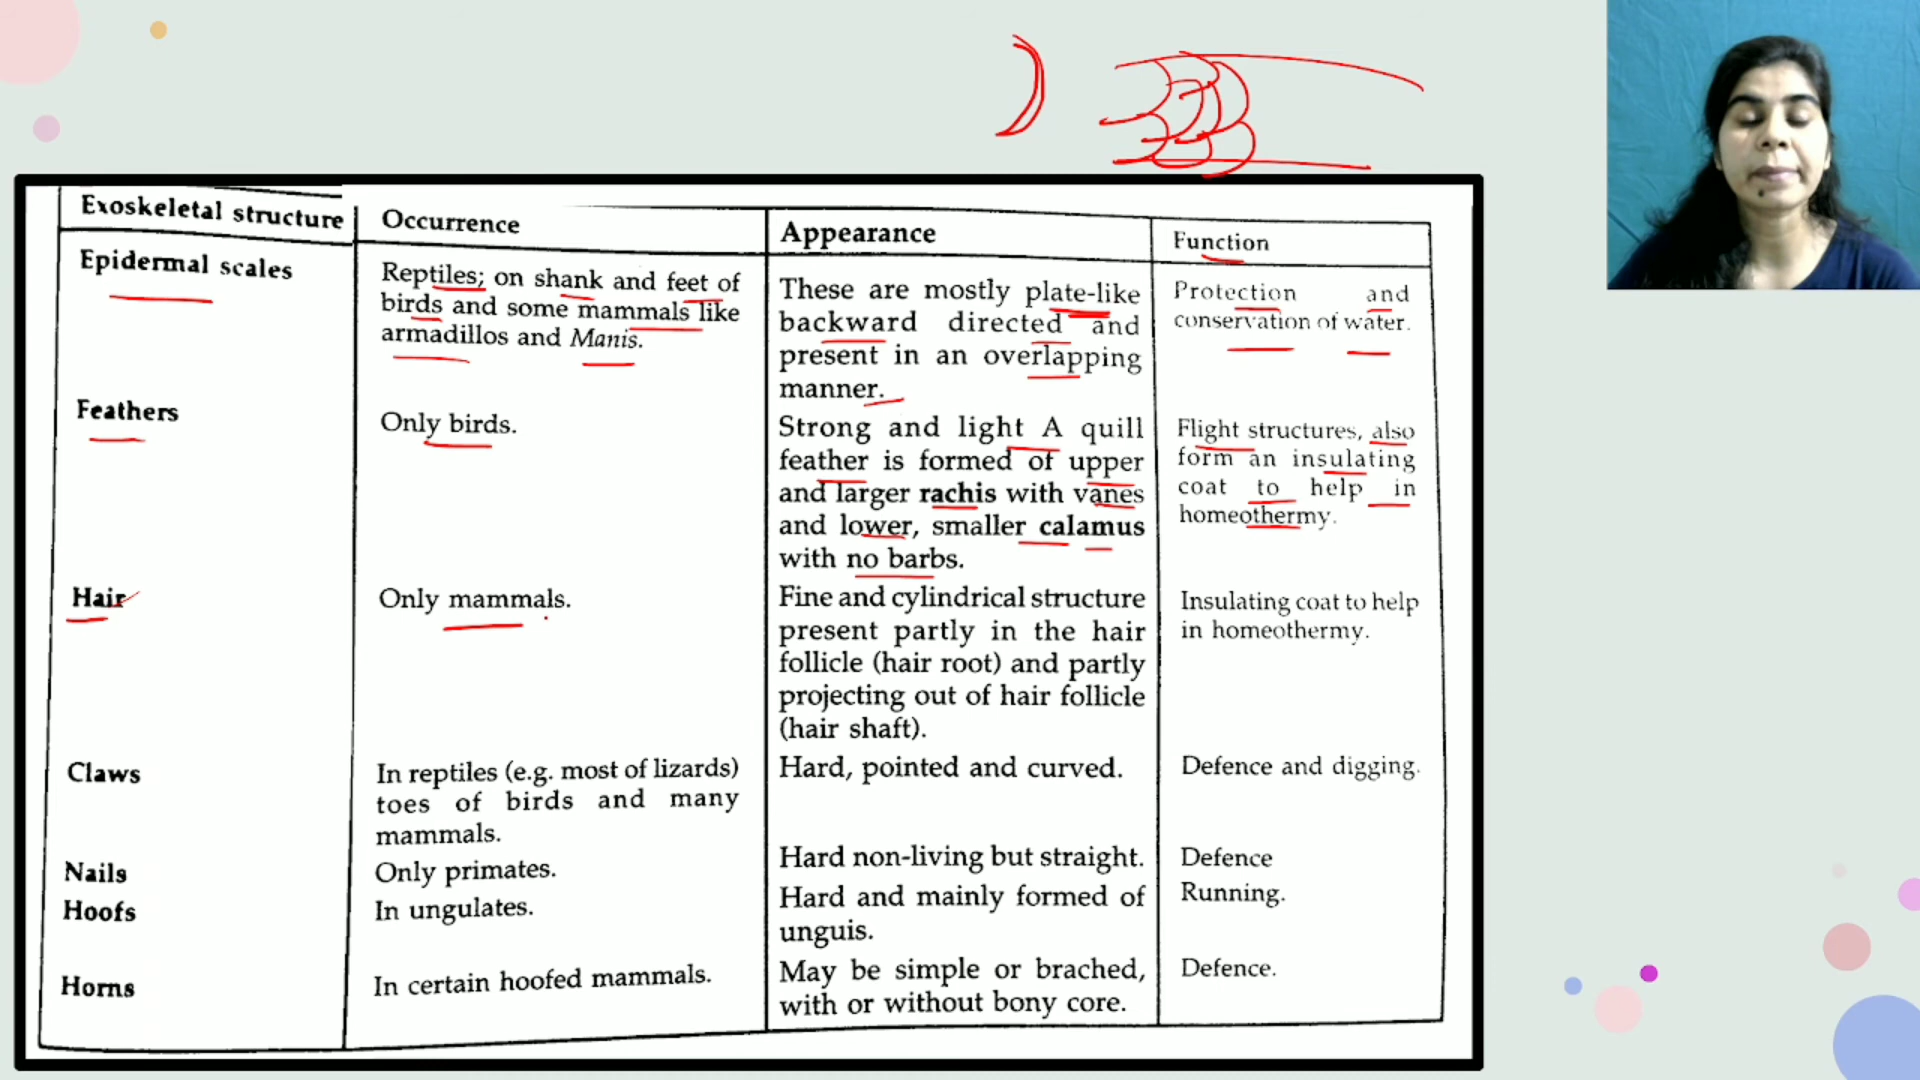 Exoskeletal structure
Occurrence
Appearance
Function
Epidermal scales
Reptiles; on shank and feet of
birds and some mammals like
armadillos and Manis.
These are mostly plate-like
backward directed and
present in an overlapping
manner.
Protection and
conservation of water.
Feathers
Only birds.
Strong and light A quill
feather is formed of upper
and larger rachis with vanes
and lower, smaller calamus
with no barbs.
Flight structures, also
form an insulating
coat to help in
homeothermy.
Hair
Only mammals.
Fine and cylindrical structure
present partly in the hair
follicle (hair root) and partly
projecting out of hair follicle
(hair shaft).
Insulating coat to help
in homeothermy.
Claws
In reptiles (e.g. most of lizards)
toes of birds and many
mammals.
Hard, pointed and curved.
Defence and digging.
Nails
Only primates.
Hard non-living but straight.
Defence
Hoofs
In ungulates.
Hard and mainly formed of
unguis.
Running.
Horns
In certain hoofed mammals.
May be simple or brached,
with or without bony core.
Defence.